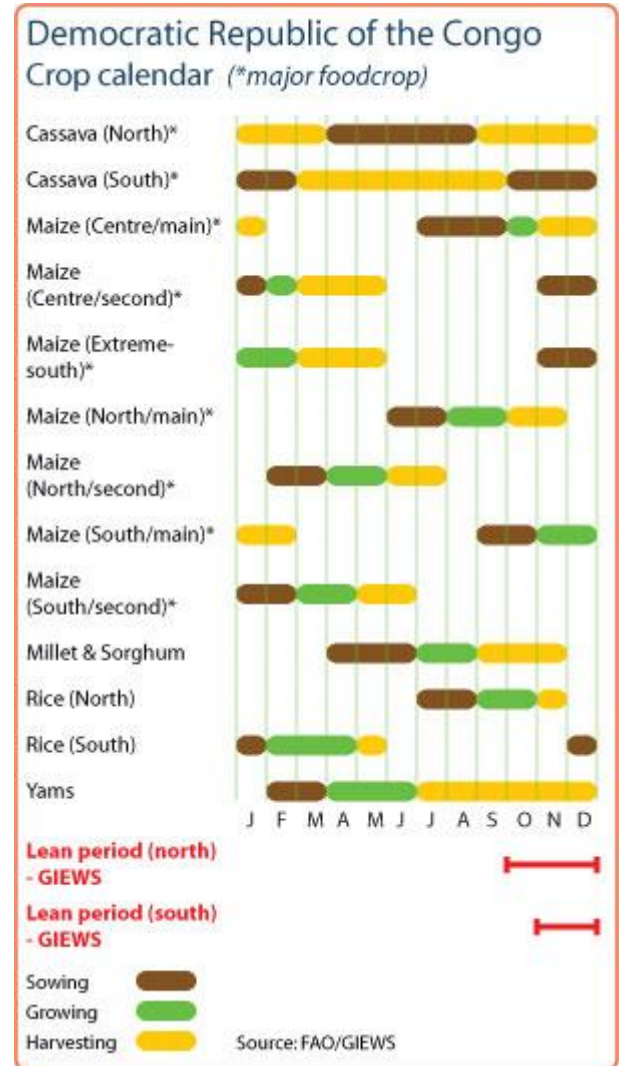 Democratic Republic of the Congo
Crop calendar (*major foodcrop)
Cassava (North)*
Cassava (South)*
Maize (Centre/main)*
Maize
(Centre/second)*
Maize (Extreme-
south)*
Maize (North/main)*
Maize
(North/second)*
Maize (South/main)*
Maize
(South/second)*
Millet & Sorghum
Rice (North)
Rice (South)
Yams
J F M A M J J A S O N D
Lean period (north)
- GIEWS
Lean period (south)
- GIEWS
Sowing
Growing
Harvesting Source: FAO/GIEWS